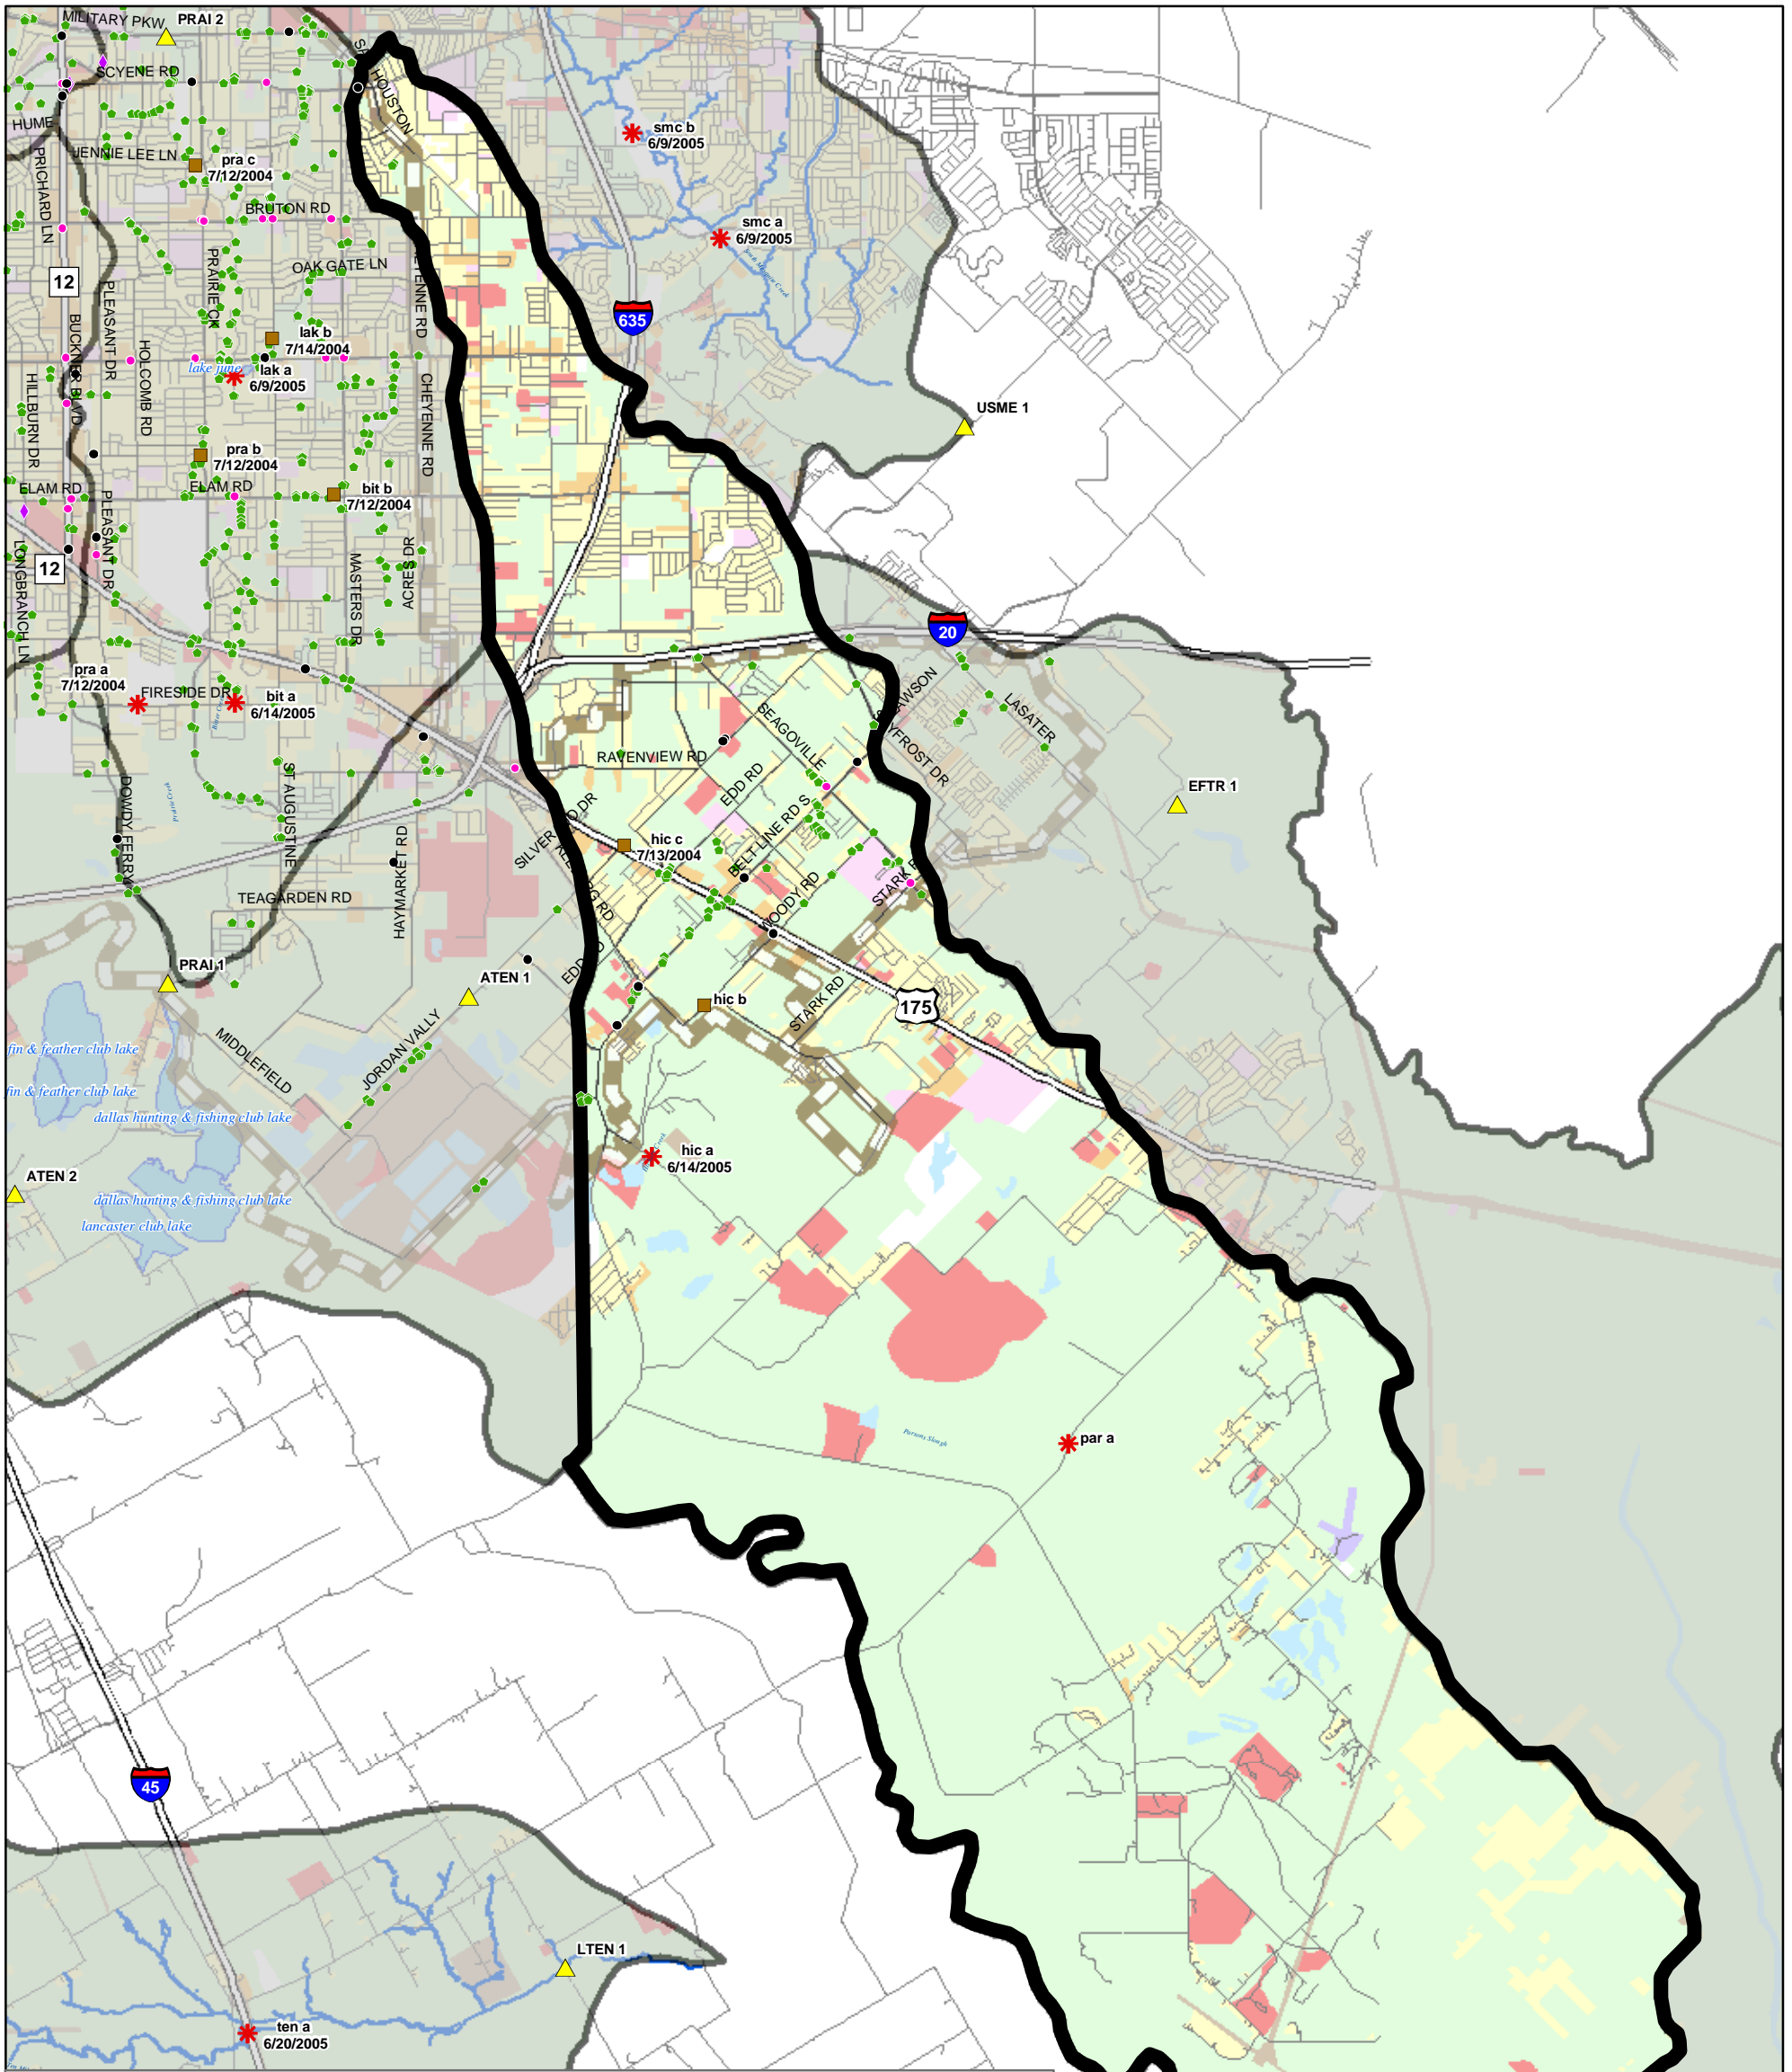 MILITARY PKW
PRAI 2
SCYENE RD
HOUSTON
HUME
JENNIE LEE LN
PRICHARD LN
pra c
7/12/2004
BRUTON RD
smc b
6/9/2005
smc a
6/9/2005
12
OAK GATE LN
PLEASANT DR
635
BUCKNER BLVD
HOLCOMB RD
HILLBURN DR
lak b
7/14/2004
lake june
lak a
6/9/2005
CHEYENNE RD
USME 1
pra b
7/12/2004
ELAM RD
ELAM RD
bit b
7/12/2004
PLEASANT DR
12
LONGBRANCH LN
MASTERS DR
ACRES DR
20
pra a
7/12/2004
FIRESIDE DR
bit a
6/14/2005
LAWSON
LASATER
SEAGOVILLE
RAVENVIEW RD
EDD RD
EFTR 1
DOWDY FERRY
ST AUGUSTINE
HAYMARKET RD
BELT LINE RD S
hic c
7/13/2004
WOODY RD
TEAGARDEN RD
PRAI 1
ATEN 1
hic b
STARK RD
175
MIDDLEFIELD
JORDAN VALLY
fin & feather club lake
fin & feather club lake
dallas hunting & fishing club lake
hic a
6/14/2005
ATEN 2
dallas hunting & fishing club lake
lancaster club lake
Parsons Slough
par a
45
LTEN 1
ten a
6/20/2005